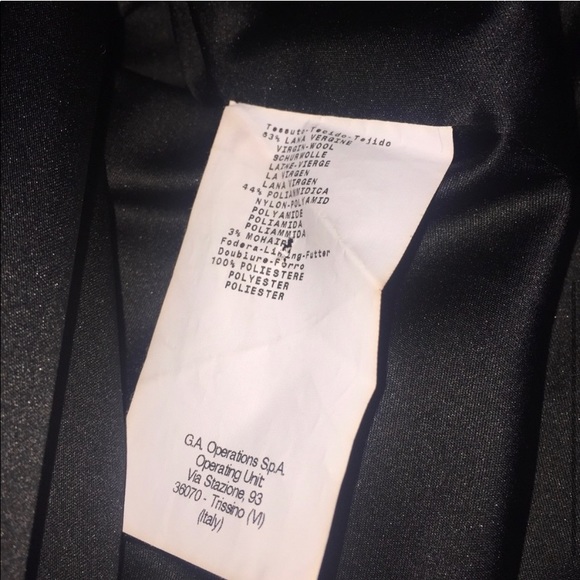 Tessuto-Tecido-Tejido
53% LANA VERGINE
VIRGIN-WOOL
SCHURWOLLE
LAINE-VIERGE
LA VIRGEN
LANA VIRGEN
44% POLIAMMIDICA
NYLON-POLYAMID
POLYAMIDE
POLIAMIDA
POLIAMMIDA
3% MOHAIR
Fodera-Lining-Futter
Doublure-Forro
100% POLIESTERE
POLYESTER
POLIESTER
G.A. Operations S.p.A.
Operating Unit:
Via Stazione, 93
36070 - Trissino (VI)
(Italy)